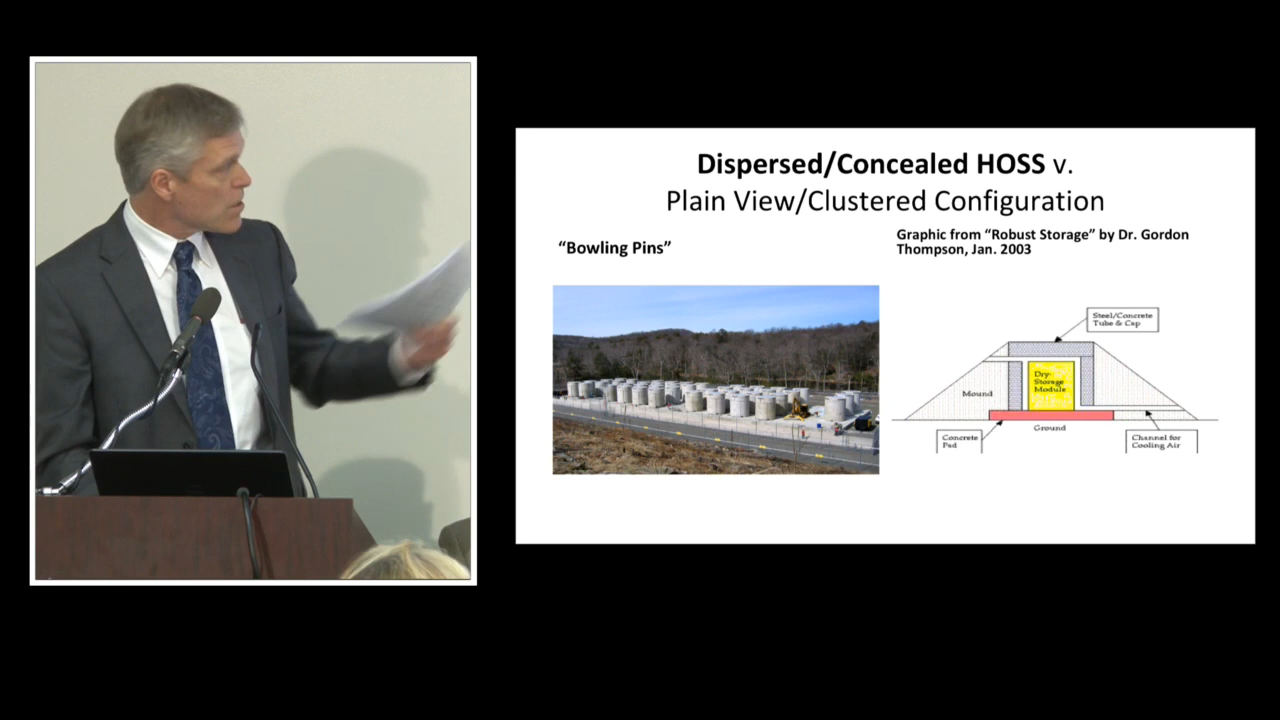 Dispersed/Concealed HOSS v.
Plain View/Clustered Configuration
“Bowling Pins”
Graphic from “Robust Storage” by Dr. Gordon
Thompson, Jan. 2003
Steel/Concrete
Tube & Cap
Dry-
Storage
Module
Mound
Concrete
Pad
Ground
Channel for
Cooling Air